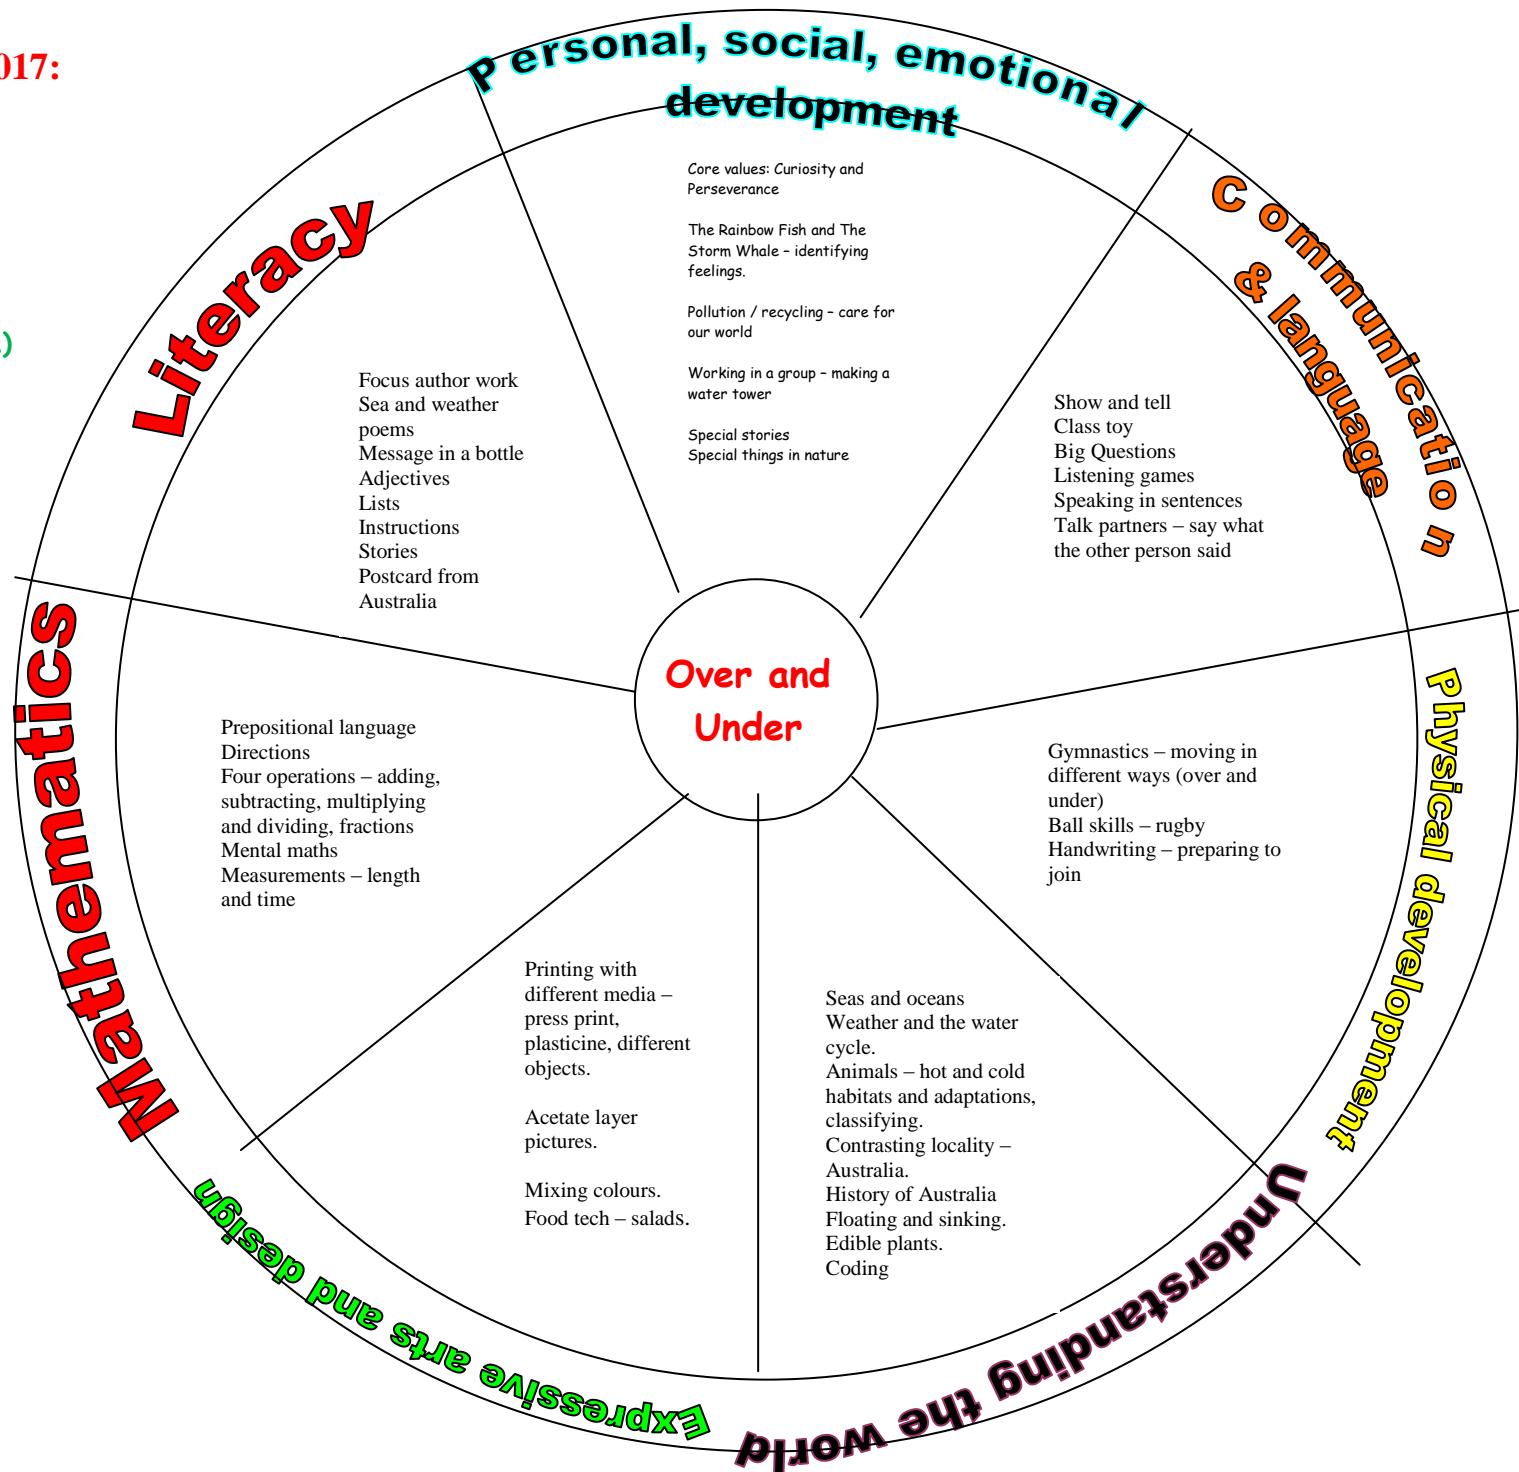 017:
)
Personal, social, emotional
development
Core values: Curiosity and
Perseverance
The Rainbow Fish and The
Storm Whale – identifying
feelings.
Pollution / recycling – care for
our world
Working in a group – making a
water tower
Special stories
Special things in nature
Communication
& language
Show and tell
Class toy
Big Questions
Listening games
Speaking in sentences
Talk partners – say what
the other person said
Physical development
Gymnastics – moving in
different ways (over and
under)
Ball skills – rugby
Handwriting – preparing to
join
Understanding the world
Seas and oceans
Weather and the water
cycle.
Animals – hot and cold
habitats and adaptations,
classifying.
Contrasting locality –
Australia.
History of Australia
Floating and sinking.
Edible plants.
Coding
Expressive arts and design
Printing with
different media –
press print,
plasticine, different
objects.
Acetate layer
pictures.
Mixing colours.
Food tech – salads.
Mathematics
Prepositional language
Directions
Four operations – adding,
subtracting, multiplying
and dividing, fractions
Mental maths
Measurements – length
and time
Literacy
Focus author work
Sea and weather
poems
Message in a bottle
Adjectives
Lists
Instructions
Stories
Postcard from
Australia
Over and
Under